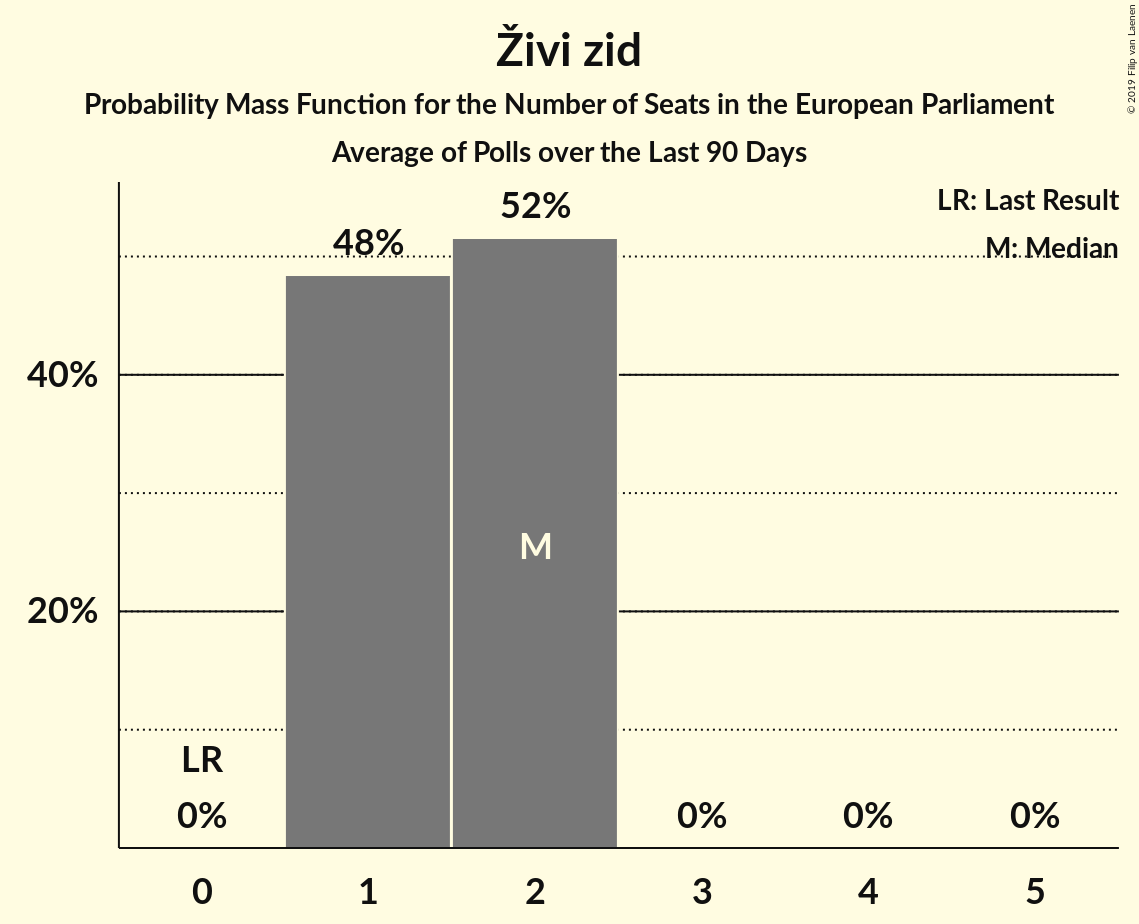 Živi zid
Probability Mass Function for the Number of Seats in the European Parliament
Average of Polls over the Last 90 Days
© 2019 Filip van Laenen
LR: Last Result
M: Median
52%
48%
40%
20%
M
LR
0%
0%
0%
0%
0
1
2
3
4
5